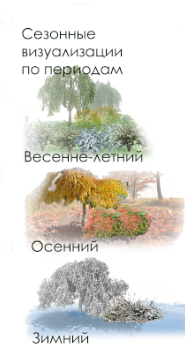 Сезонные
визуализации
по периодам
Весенне-летний
Осенний
Зимний